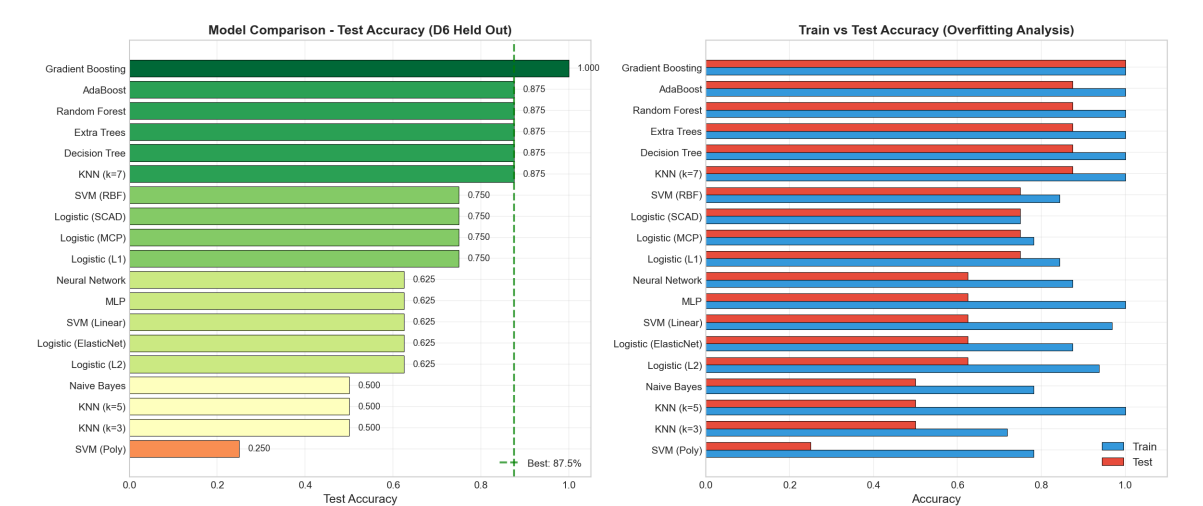 Model Comparison - Test Accuracy (D6 Held Out)
Gradient Boosting 1.000
AdaBoost 0.875
Random Forest 0.875
Extra Trees 0.875
Decision Tree 0.875
KNN (k=7) 0.875
SVM (RBF) 0.750
Logistic (SCAD) 0.750
Logistic (MCP) 0.750
Logistic (L1) 0.750
Neural Network 0.625
MLP 0.625
SVM (Linear) 0.625
Logistic (ElasticNet) 0.625
Logistic (L2) 0.625
Naive Bayes 0.500
KNN (k=5) 0.500
KNN (k=3) 0.500
SVM (Poly) 0.250
Best: 87.5%
0.0 0.2 0.4 0.6 0.8 1.0
Test Accuracy
Train vs Test Accuracy (Overfitting Analysis)
Gradient Boosting
AdaBoost
Random Forest
Extra Trees
Decision Tree
KNN (k=7)
SVM (RBF)
Logistic (SCAD)
Logistic (MCP)
Logistic (L1)
Neural Network
MLP
SVM (Linear)
Logistic (ElasticNet)
Logistic (L2)
Naive Bayes
KNN (k=5)
KNN (k=3)
SVM (Poly)
Train
Test
0.0 0.2 0.4 0.6 0.8 1.0
Accuracy